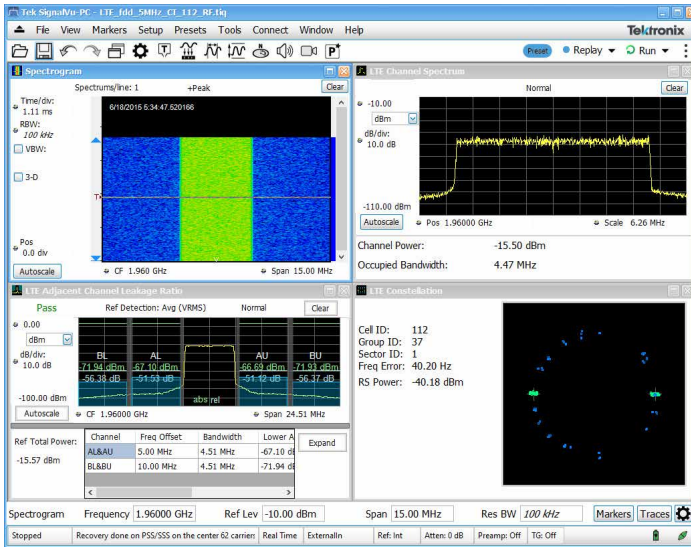 Tek SignalVu-PC - LTE_fdd_5MHz_CI_112_RF.tiq
File View Markers Setup Presets Tools Connect Window Help
Tektronix
Preset Replay Run
Spectrogram
Spectrums/line: 1 +Peak Clear
Time/div:
1.11 ms
RBW:
100 kHz
VBW:
3-D
6/18/2015 5:34:47.520166
T
Pos
0.0 div
Autoscale CF 1.960 GHz Span 15.00 MHz
LTE Channel Spectrum
Normal Clear
-10.00
dBm
dB/div:
10.0 dB
-110.00 dBm
Autoscale Pos 1.96000 GHz Scale 6.26 MHz
Channel Power: -15.50 dBm
Occupied Bandwidth: 4.47 MHz
LTE Adjacent Channel Leakage Ratio
Pass Ref Detection: Avg (VRMS) Normal Clear
0.00
dBm
dB/div:
10.0 dB
-100.00 dBm
BL AL AU BU
-71.94 dBm -67.10 dBm -66.69 dBm -71.93 dBm
-56.38 dB -51.53 dB -51.12 dB -56.37 dB
abs rel
Autoscale CF 1.96000 GHz Span 24.51 MHz
Ref Total Power:
-15.57 dBm
Channel Freq Offset Bandwidth Lower A
AL&AU 5.00 MHz 4.51 MHz -67.10 dB
BL&BU 10.00 MHz 4.51 MHz -71.94 dB
Expand
LTE Constellation
Cell ID: 112
Group ID: 37
Sector ID: 1
Freq Error: 40.20 Hz
RS Power: -40.18 dBm
Spectrogram Frequency 1.96000 GHz Ref Lev -10.00 dBm Span 15.00 MHz Res BW 100 kHz Markers Traces
Stopped Recovery done on PSS/SSS on the center 62 carriers Real Time ExternalIn Ref: Int Atten: 0 dB Preamp: Off TG: Off